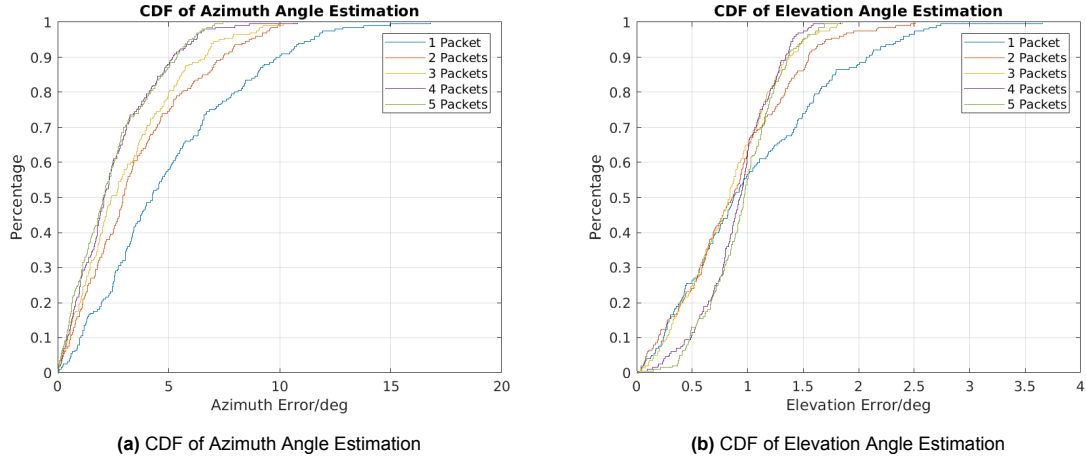 CDF of Azimuth Angle Estimation
1
0.9
0.8
0.7
0.6
0.5
0.4
0.3
0.2
0.1
0
Percentage
1 Packet
2 Packets
3 Packets
4 Packets
5 Packets
0 5 10 15 20
Azimuth Error/deg
(a) CDF of Azimuth Angle Estimation
CDF of Elevation Angle Estimation
1
0.9
0.8
0.7
0.6
0.5
0.4
0.3
0.2
0.1
0
Percentage
1 Packet
2 Packets
3 Packets
4 Packets
5 Packets
0 0.5 1 1.5 2 2.5 3 3.5 4
Elevation Error/deg
(b) CDF of Elevation Angle Estimation